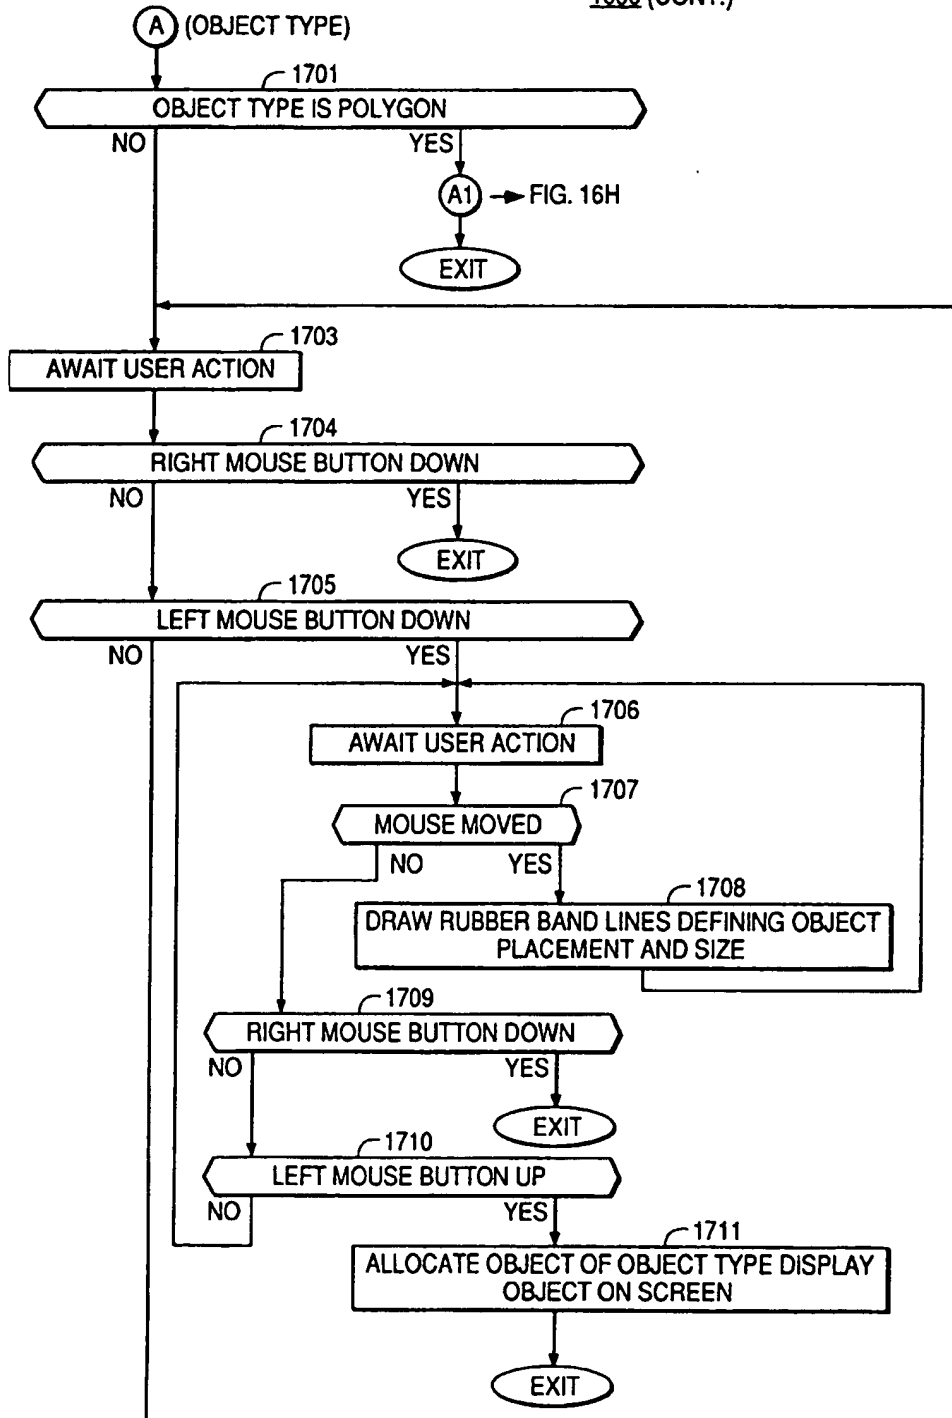 (CONT.)
A (OBJECT TYPE)
1701
OBJECT TYPE IS POLYGON
NO YES
A1 FIG. 16H
EXIT
1703
AWAIT USER ACTION
1704
RIGHT MOUSE BUTTON DOWN
NO YES
EXIT
1705
LEFT MOUSE BUTTON DOWN
NO YES
1706
AWAIT USER ACTION
1707
MOUSE MOVED
NO YES
1708
DRAW RUBBER BAND LINES DEFINING OBJECT
PLACEMENT AND SIZE
1709
RIGHT MOUSE BUTTON DOWN
NO YES
EXIT
1710
LEFT MOUSE BUTTON UP
NO YES
1711
ALLOCATE OBJECT OF OBJECT TYPE DISPLAY
OBJECT ON SCREEN
EXIT